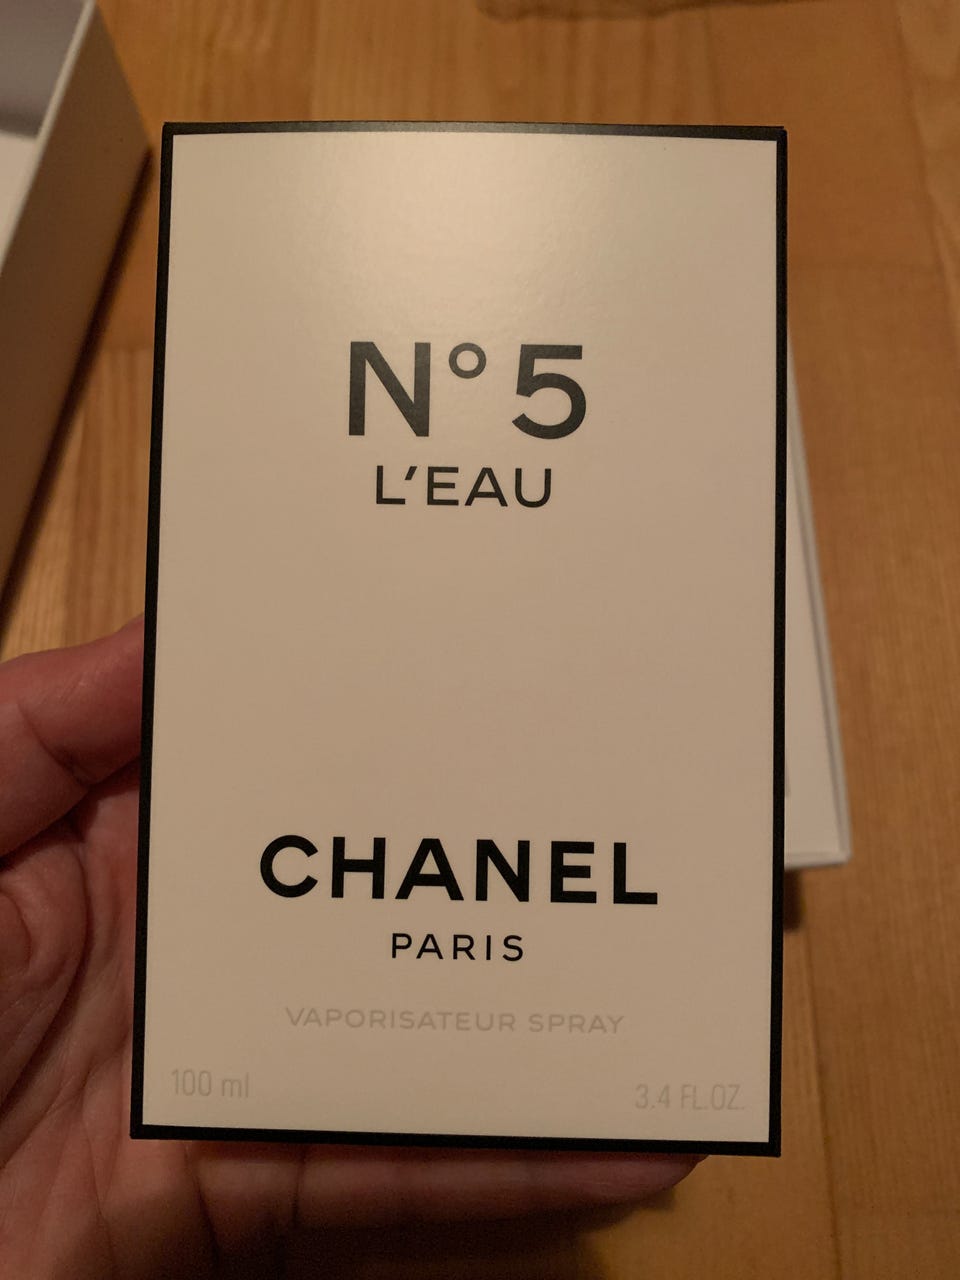 N° 5
L'EAU
CHANEL
PARIS
VAPORISATEUR SPRAY
100 ml
3.4 FL.OZ.